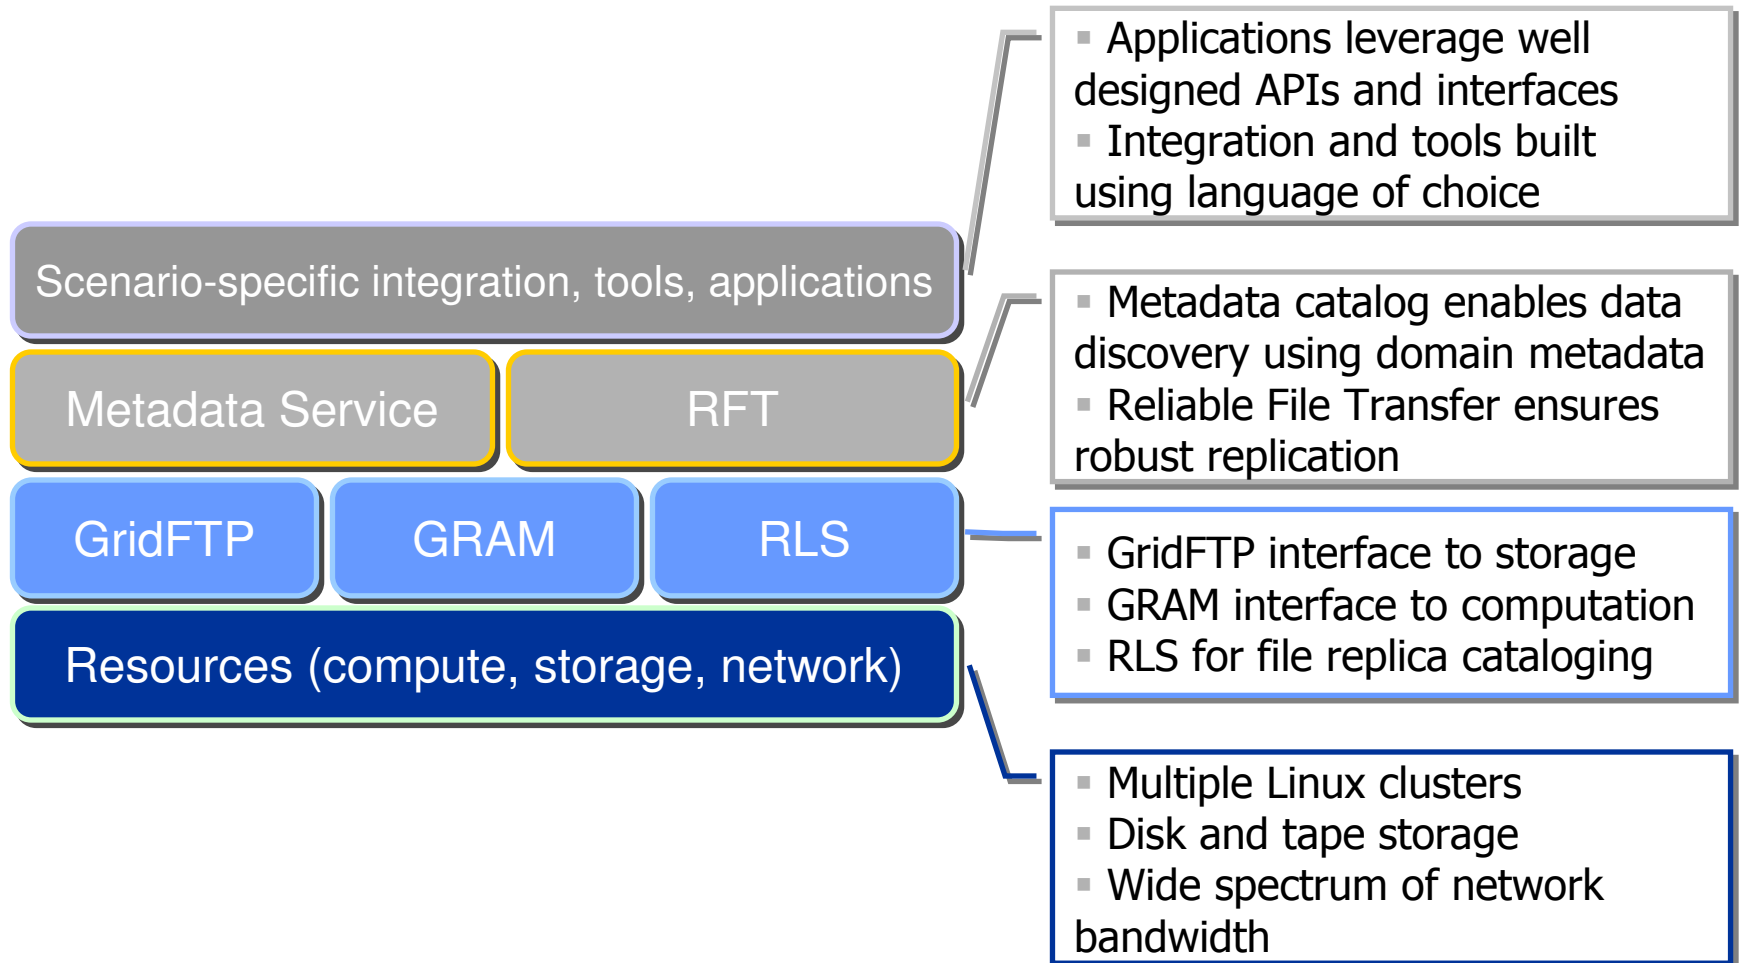 ▪ Applications leverage well
designed APIs and interfaces
▪ Integration and tools built
using language of choice
Scenario-specific integration, tools, applications
▪ Metadata catalog enables data
discovery using domain metadata
▪ Reliable File Transfer ensures
robust replication
Metadata Service
RFT
GridFTP
GRAM
RLS
▪ GridFTP interface to storage
▪ GRAM interface to computation
▪ RLS for file replica cataloging
Resources (compute, storage, network)
▪ Multiple Linux clusters
▪ Disk and tape storage
▪ Wide spectrum of network
bandwidth